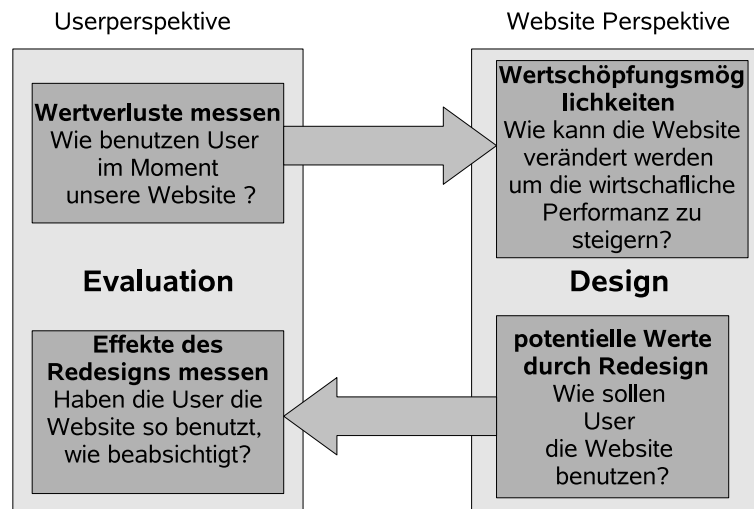 Userperspektive
Wertverluste messen
Wie benutzen User
im Moment
unsere Website ?
Evaluation
Effekte des
Redesigns messen
Haben die User die
Website so benutzt,
wie beabsichtigt?
Website Perspektive
Wertschöpfungsmög
lichkeiten
Wie kann die Website
verändert werden
um die wirtschafliche
Performanz zu
steigern?
Design
potentielle Werte
durch Redesign
Wie sollen
User
die Website
benutzen?